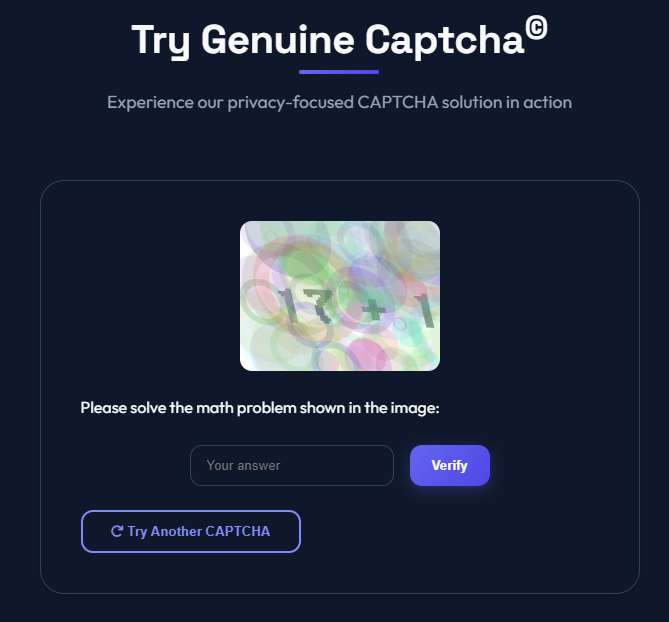 Try Genuine Captcha©
Experience our privacy-focused CAPTCHA solution in action
17 + 1
Please solve the math problem shown in the image:
Your answer
Verify
Try Another CAPTCHA